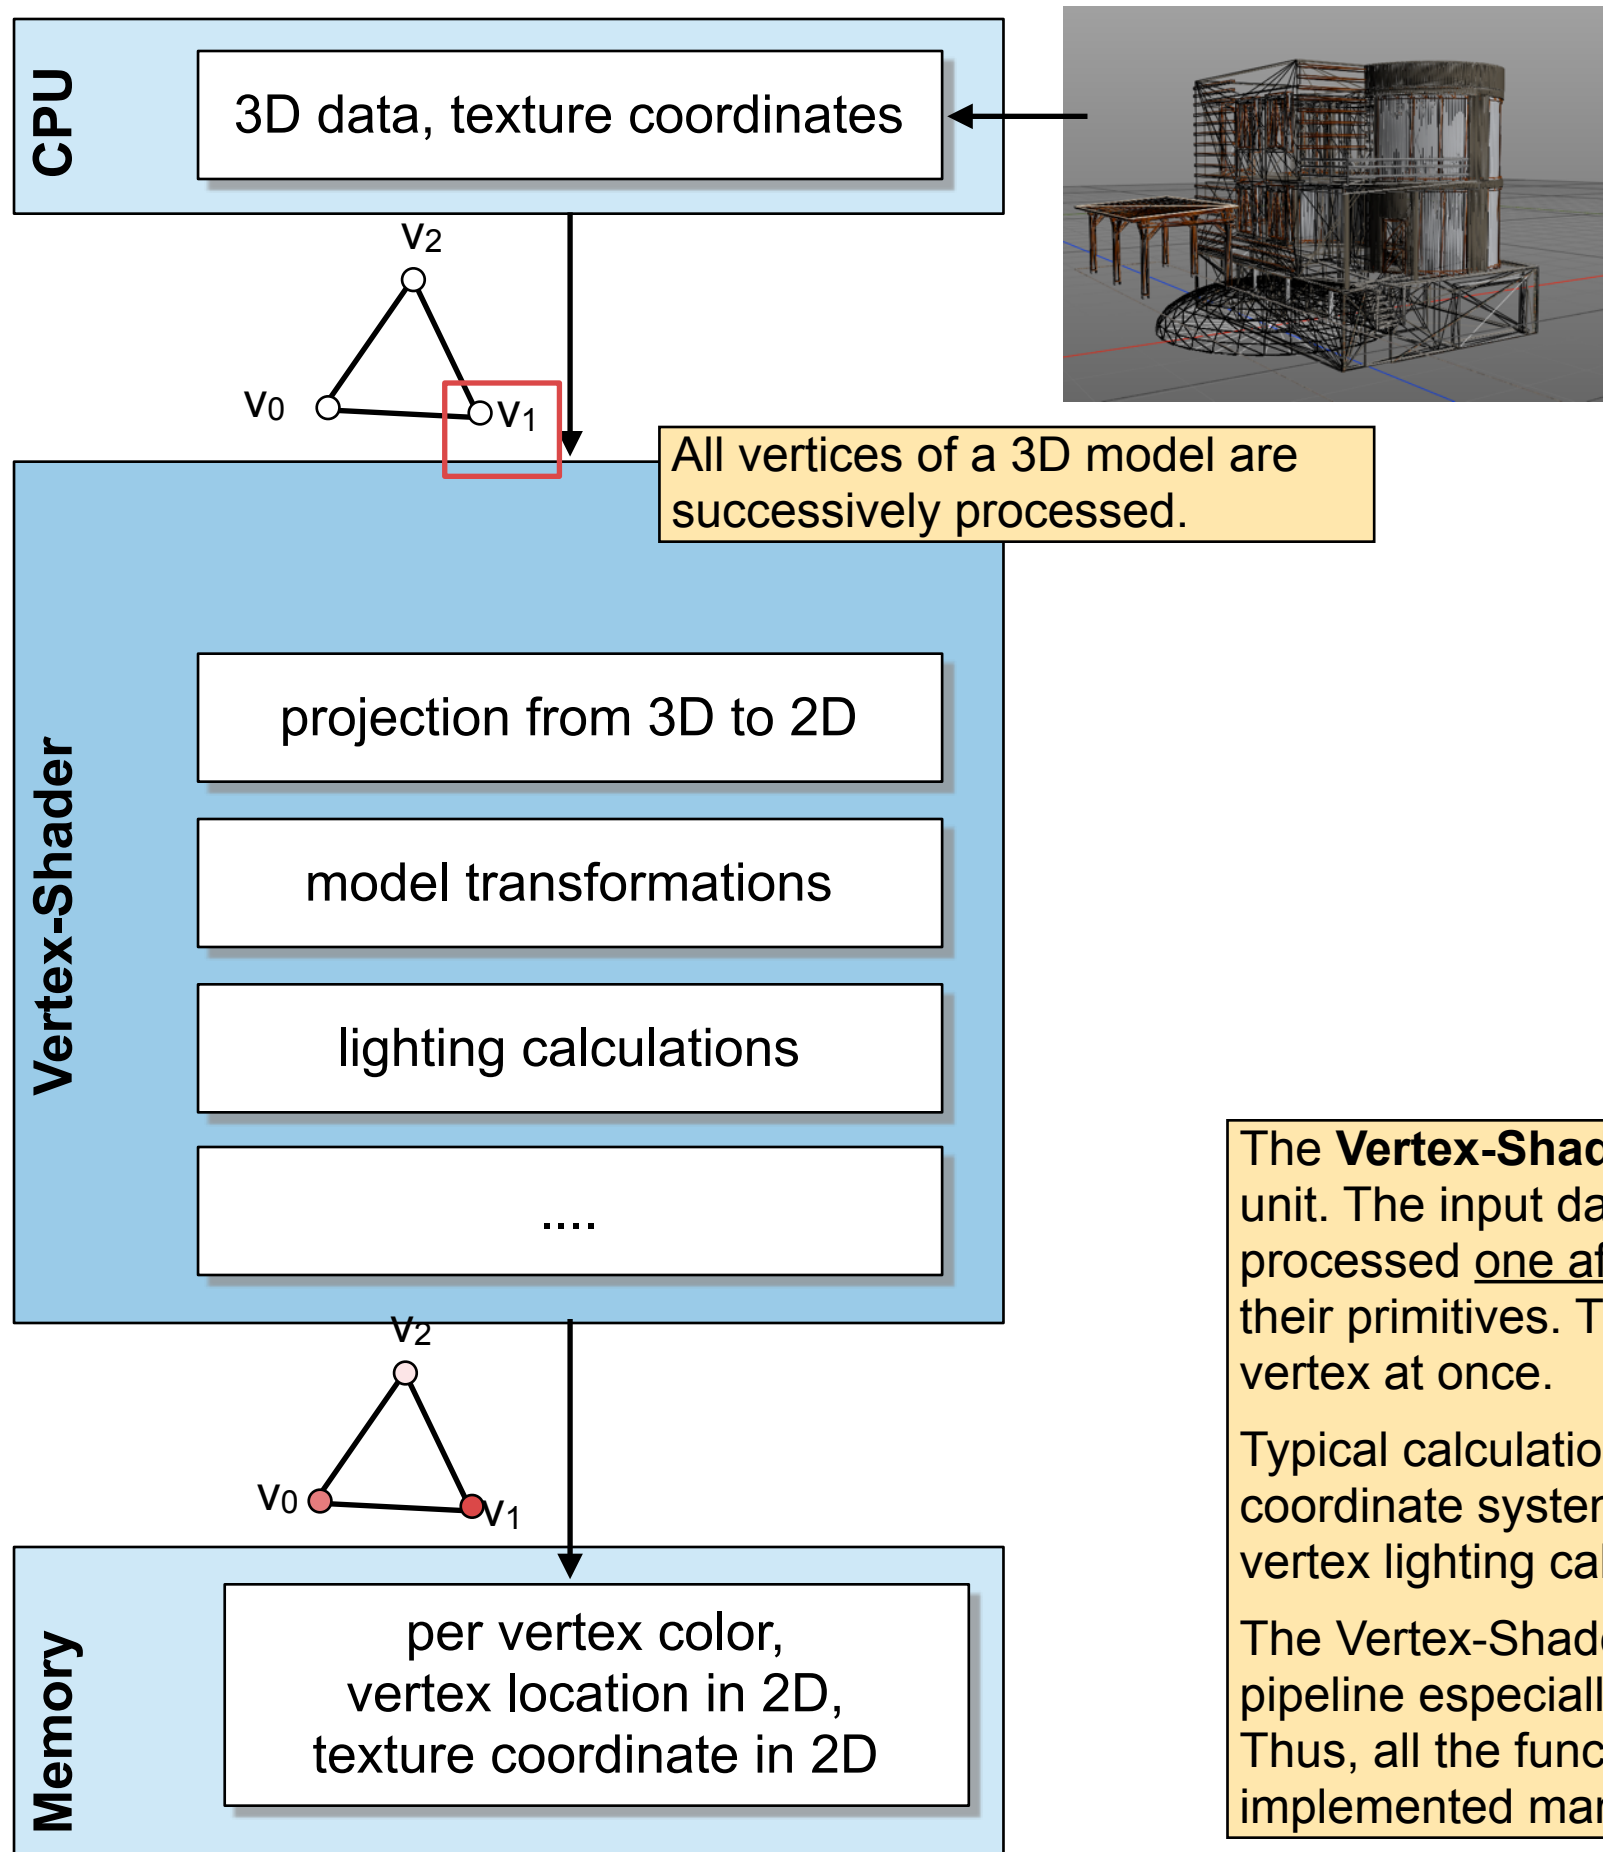 CPU
3D data, texture coordinates
v2
v0
v1
All vertices of a 3D model are
successively processed.
Vertex-Shader
projection from 3D to 2D
model transformations
lighting calculations
....
v2
v0
v1
Memory
per vertex color,
vertex location in 2D,
texture coordinate in 2D
The Vertex-Shad
unit. The input da
processed one af
their primitives. T
vertex at once.
Typical calculatio
coordinate system
vertex lighting cal
The Vertex-Shade
pipeline especiall
Thus, all the func
implemented man